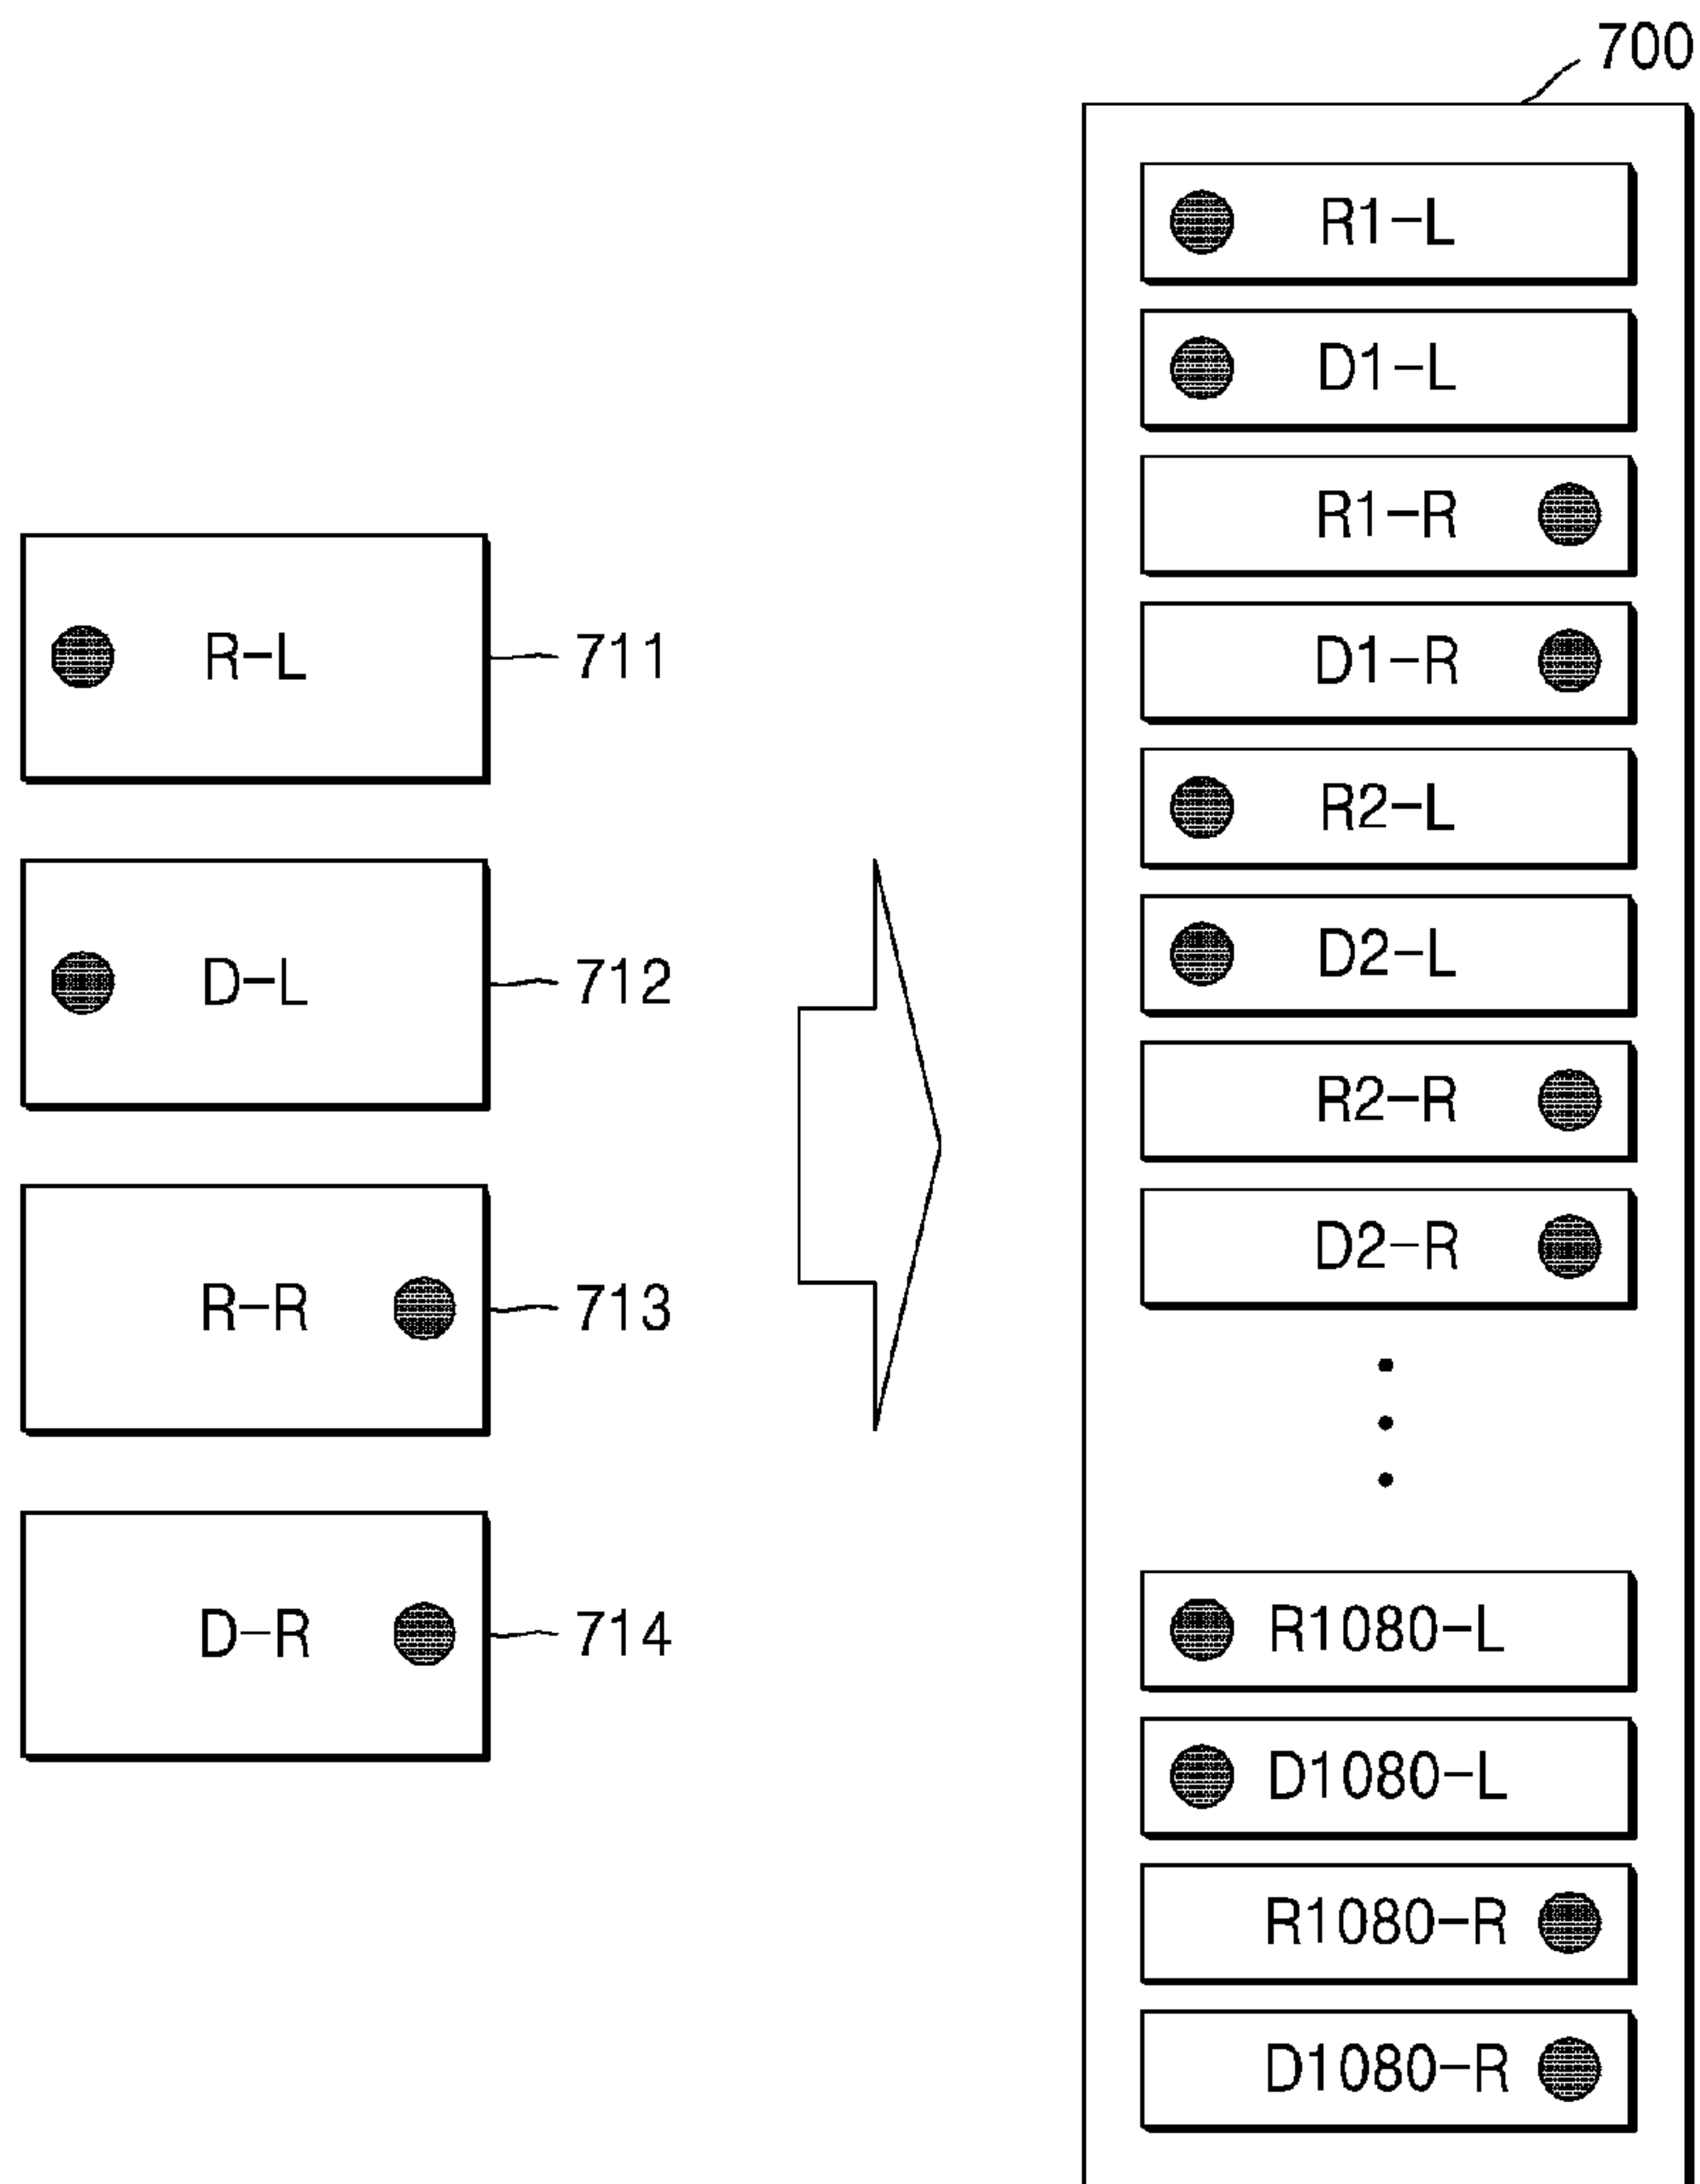 700
R1-L
D1-L
R1-R
D1-R
R2-L
D2-L
R2-R
D2-R
R1080-L
D1080-L
R1080-R
D1080-R
R-L 711
D-L 712
R-R 713
D-R 714